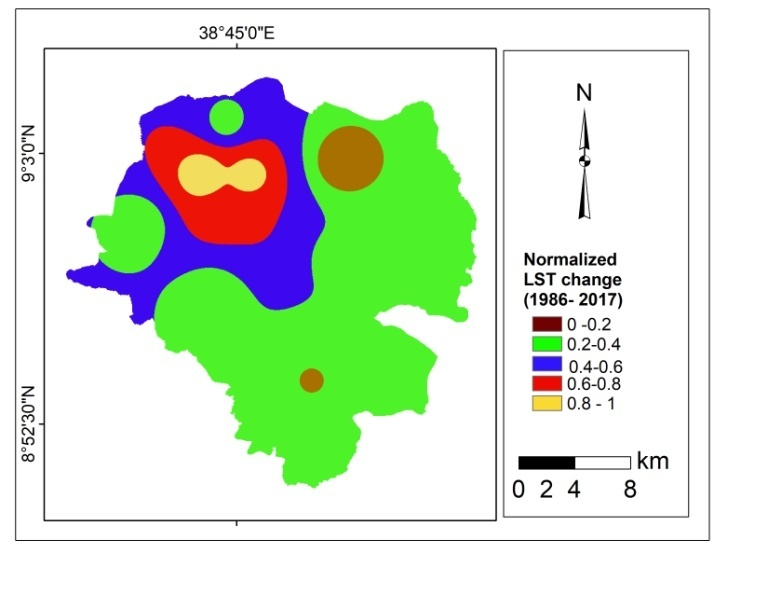 38°45'0"E
9°3'0"N
8°52'30"N
N
Normalized
LST change
(1986- 2017)
0 -0.2
0.2-0.4
0.4-0.6
0.6-0.8
0.8 - 1
km
0 2 4 8